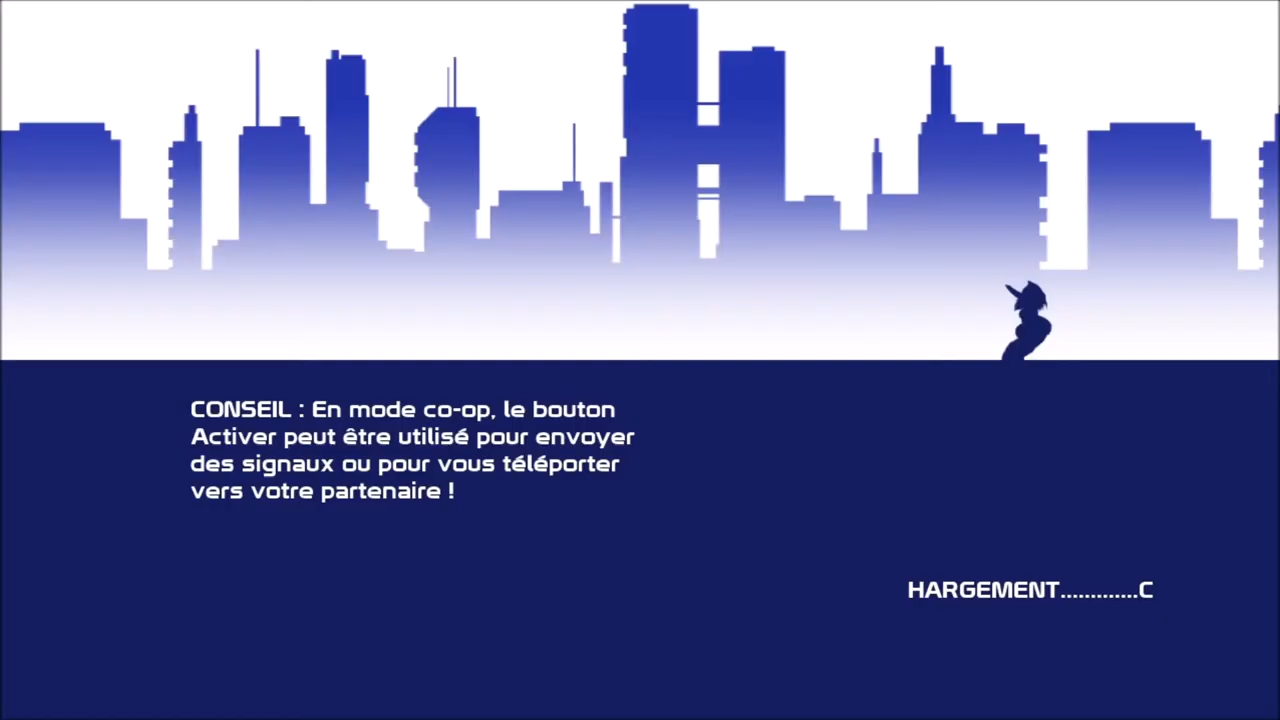 CONSEIL : En mode co-op, le bouton
Activer peut être utilisé pour envoyer
des signaux ou pour vous téléporter
vers votre partenaire !
HARGEMENT.............C